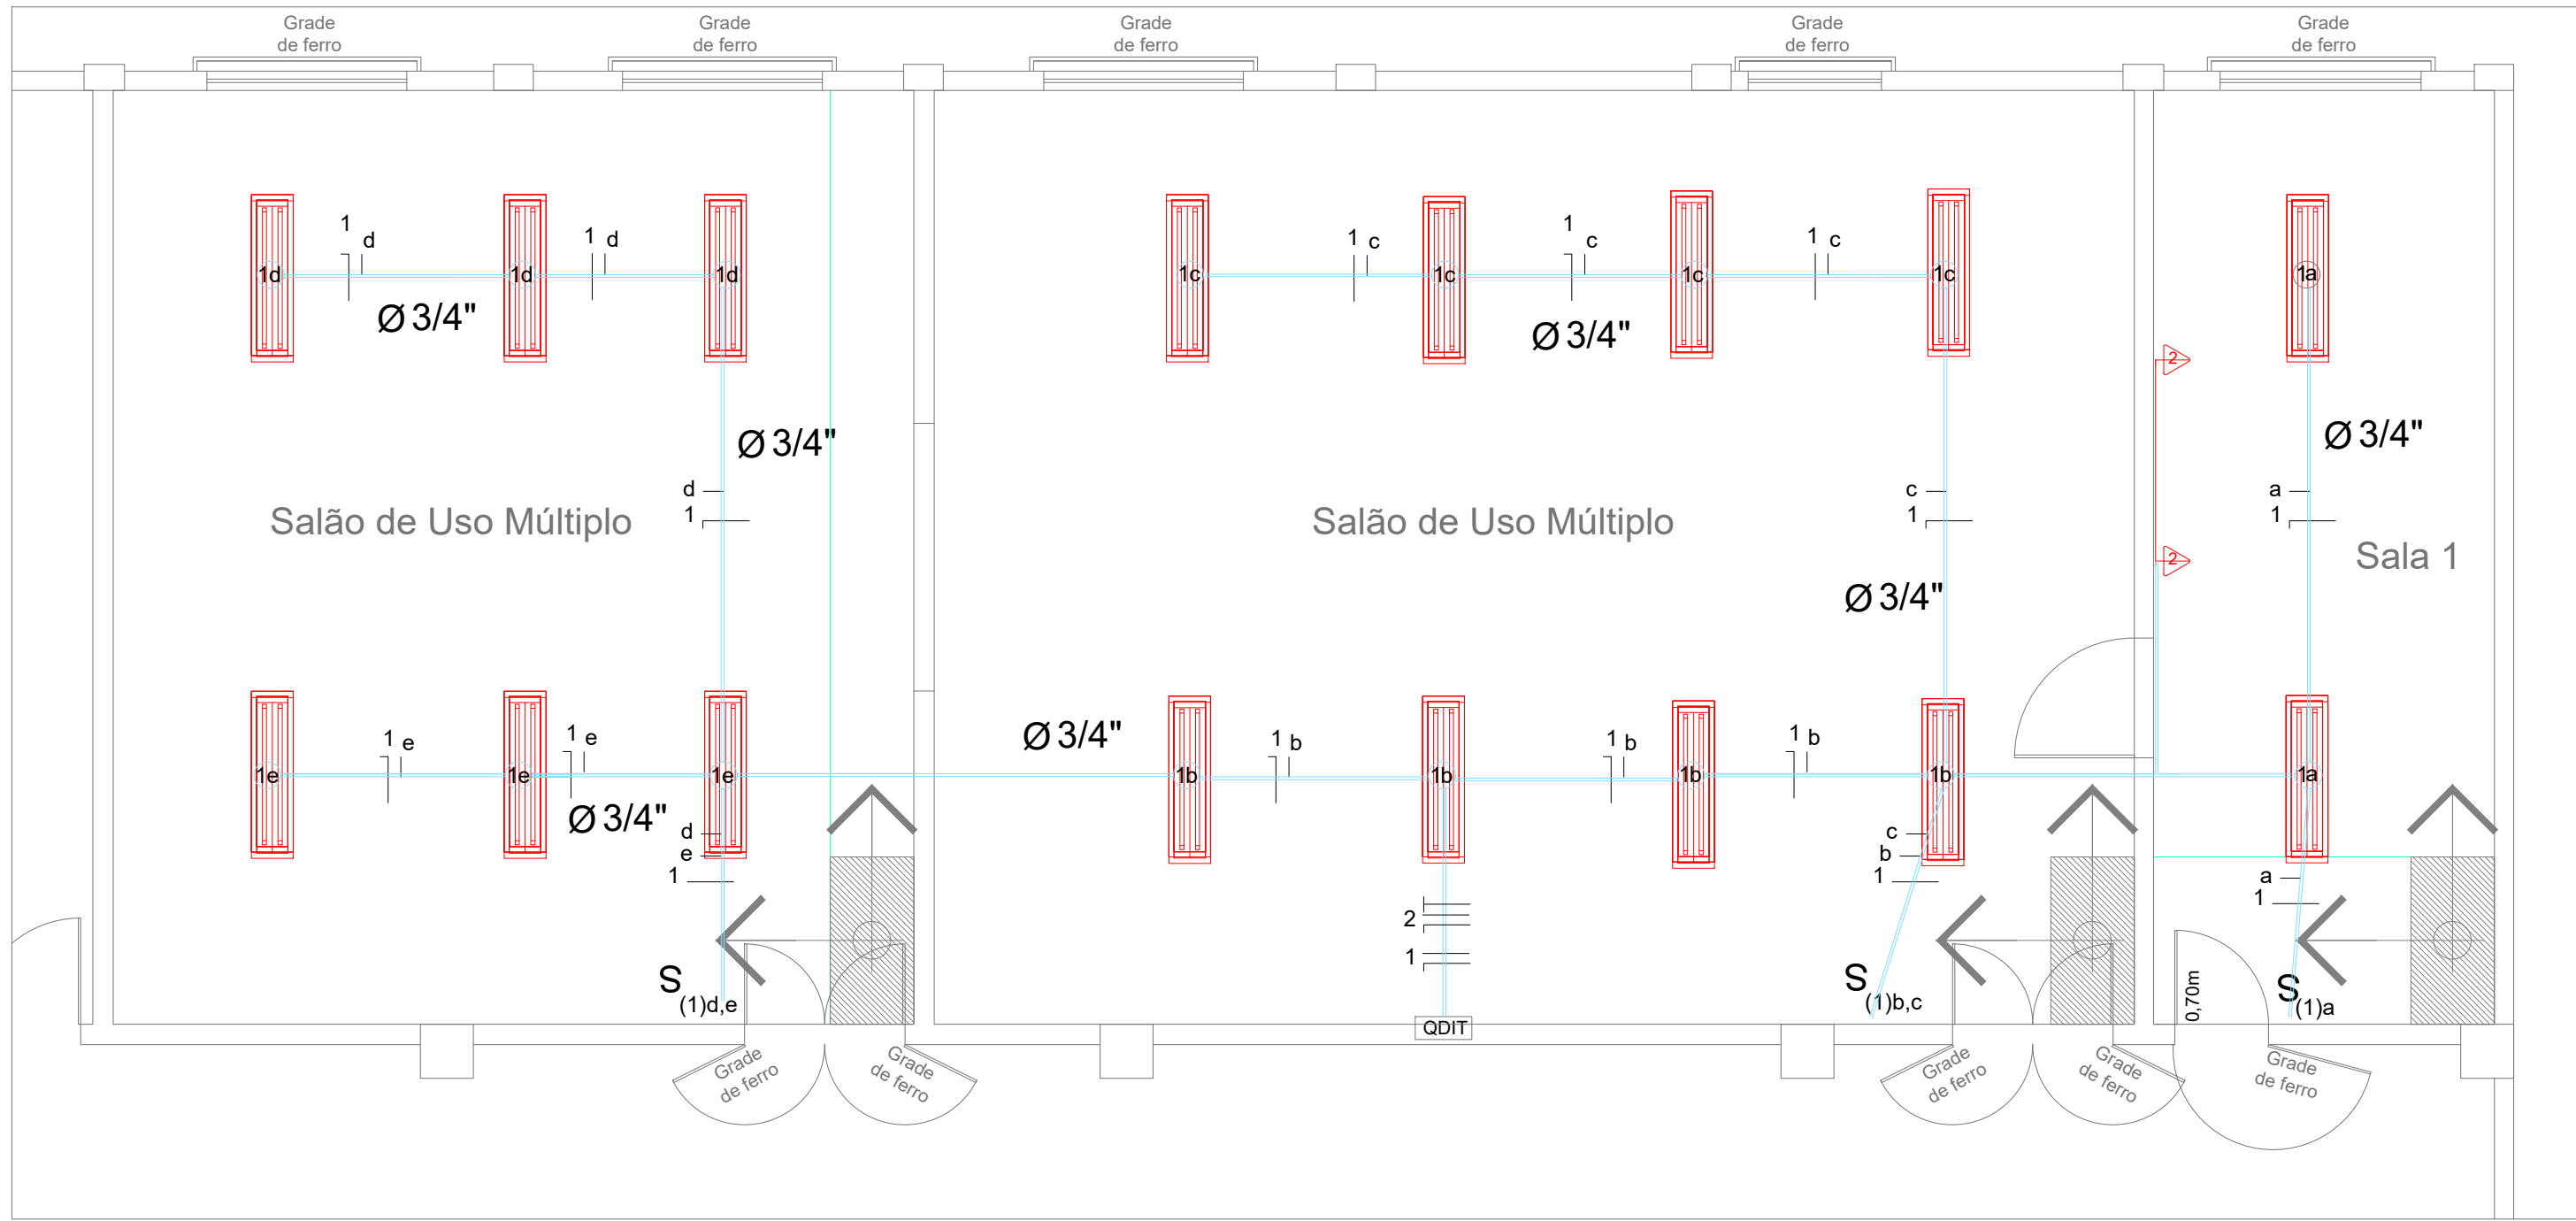 Grade
de ferro
Grade
de ferro
Grade
de ferro
Grade
de ferro
Grade
de ferro
1 d
1 d
1 c
1 c
1 c
1d
1d
1d
1c
1c
1c
1c
1a
Ø 3/4"
Ø 3/4"
2
Ø 3/4"
Ø 3/4"
d
1
c
1
a
1
Salão de Uso Múltiplo
Salão de Uso Múltiplo
Sala 1
2
Ø 3/4"
Ø 3/4"
1 e
1 e
1 b
1 b
1 b
1e
1e
1e
1b
1b
1b
1b
1a
Ø 3/4"
d
e
1
c
b
1
a
1
2
1
S
(1)d,e
S
(1)b,c
S
(1)a
0,70m
QDIT
Grade
de ferro
Grade
de ferro
Grade
de ferro
Grade
de ferro
Grade
de ferro